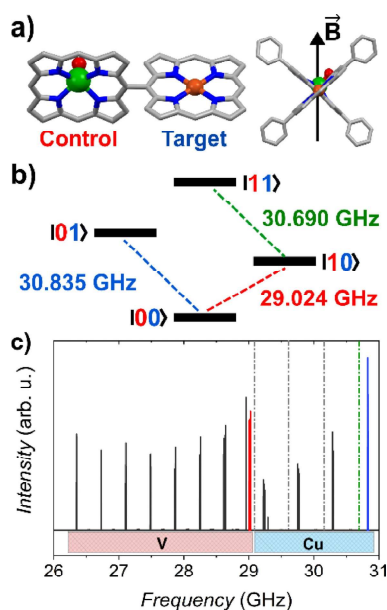 a)
B
Control
Target
b)
|11⟩
|01⟩
30.690 GHz
|10⟩
30.835 GHz
29.024 GHz
|00⟩
c)
Intensity (arb. u.)
V
Cu
26 27 28 29 30 31
Frequency (GHz)